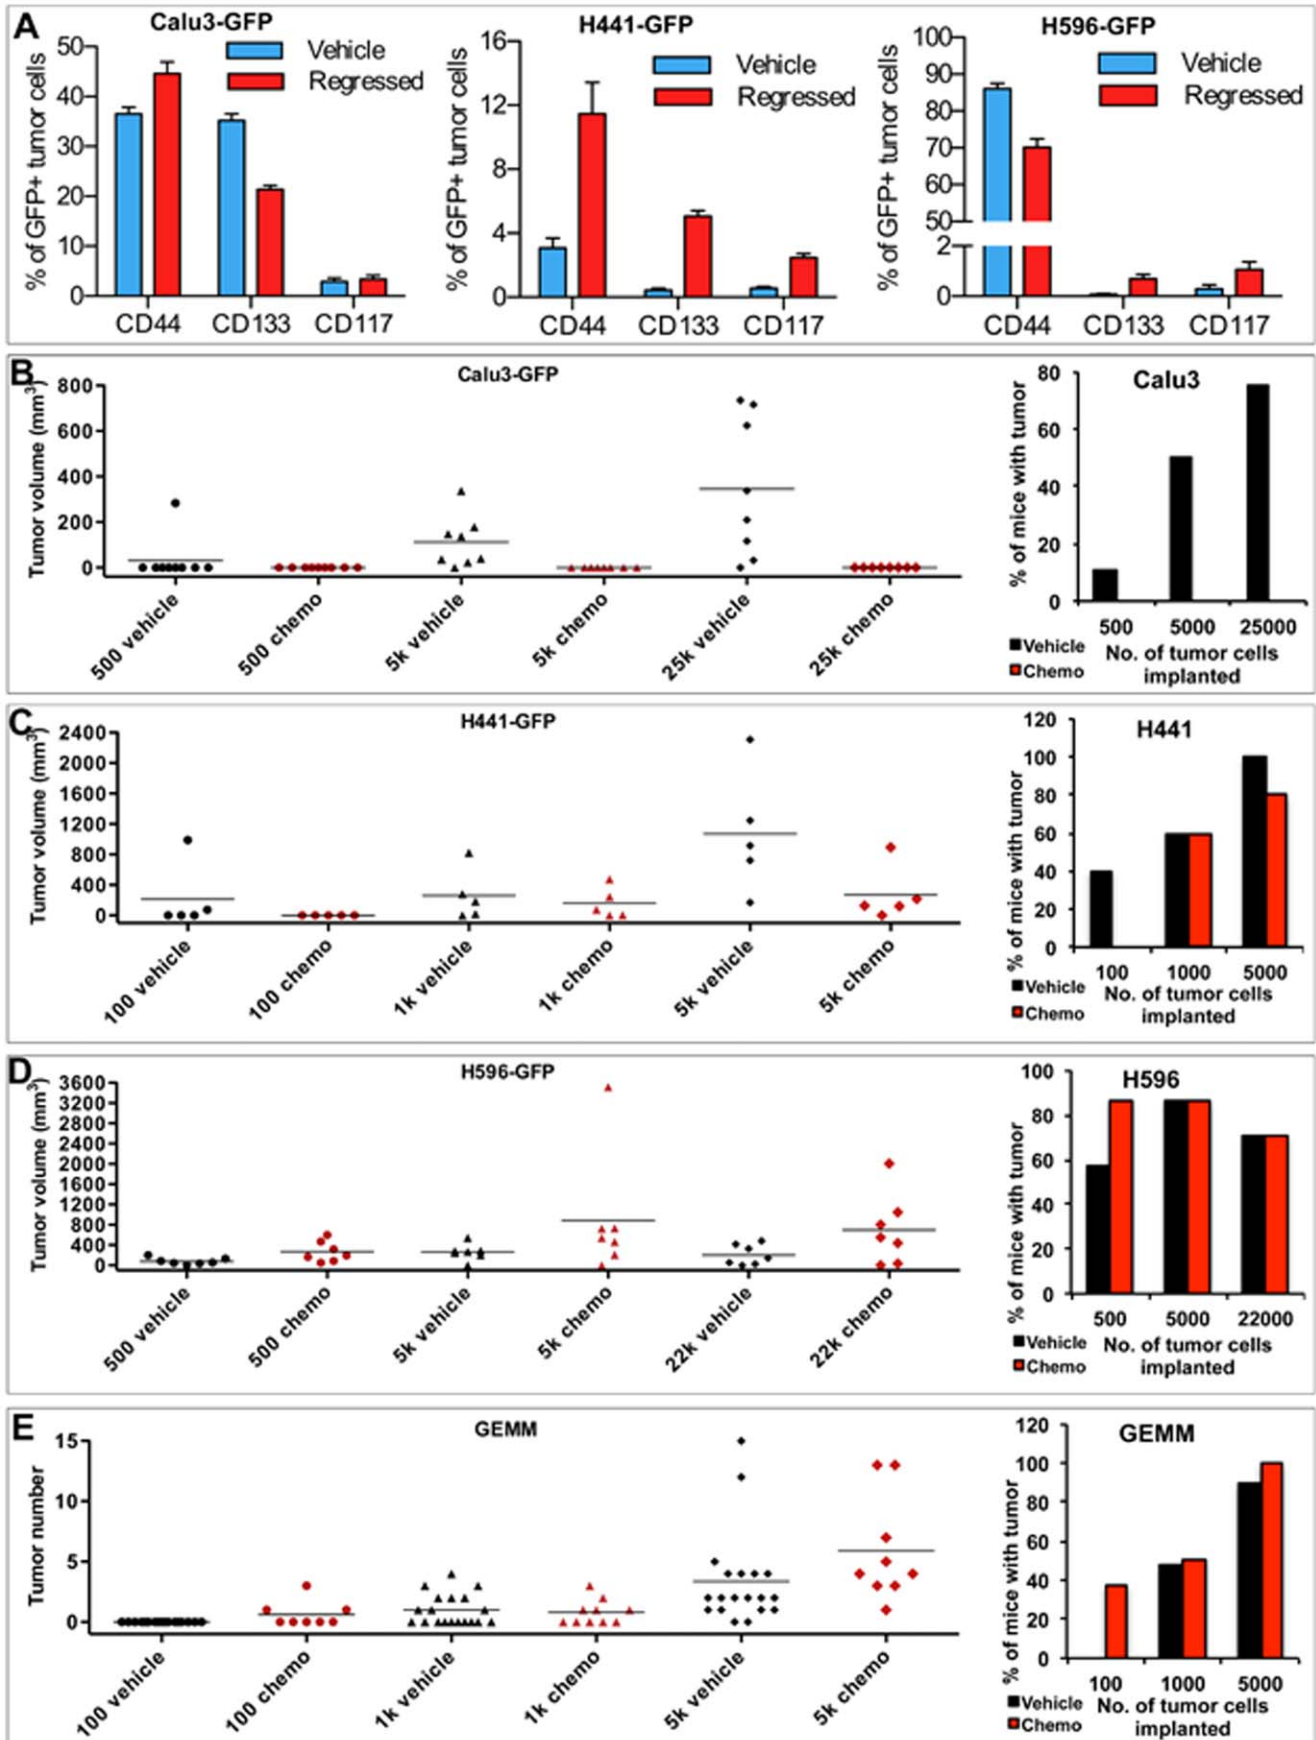 A
Calu3-GFP
H441-GFP
H596-GFP
Vehicle
Regressed
Vehicle
Regressed
Vehicle
Regressed
% of GFP+ tumor cells
50
40
30
20
10
0
CD44 CD133 CD117
% of GFP+ tumor cells
16
12
8
4
0
CD44 CD133 CD117
% of GFP+ tumor cells
100
90
80
70
60
50
2
0
CD44 CD133 CD117
B
Calu3-GFP
Tumor volume (mm3)
800
600
400
200
0
500 vehicle
500 chemo
5k vehicle
5k chemo
25k vehicle
25k chemo
Calu3
% of mice with tumor
80
60
40
20
0
500 5000 25000
Vehicle
Chemo
No. of tumor cells
implanted
C
H441-GFP
Tumor volume (mm3)
2400
2000
1600
1200
800
400
0
100 vehicle
100 chemo
1k vehicle
1k chemo
5k vehicle
5k chemo
H441
% of mice with tumor
120
100
80
60
40
20
0
100 1000 5000
Vehicle
Chemo
No. of tumor cells
implanted
D
H596-GFP
Tumor volume (mm3)
3600
3200
2800
2400
2000
1600
1200
800
400
0
500 vehicle
500 chemo
5k vehicle
5k chemo
22k vehicle
22k chemo
H596
% of mice with tumor
100
80
60
40
20
0
500 5000 22000
Vehicle
Chemo
No. of tumor cells
implanted
E
GEMM
Tumor number
15
10
5
0
100 vehicle
100 chemo
1k vehicle
1k chemo
5k vehicle
5k chemo
GEMM
% of mice with tumor
120
100
80
60
40
20
0
100 1000 5000
Vehicle
Chemo
No. of tumor cells
implanted